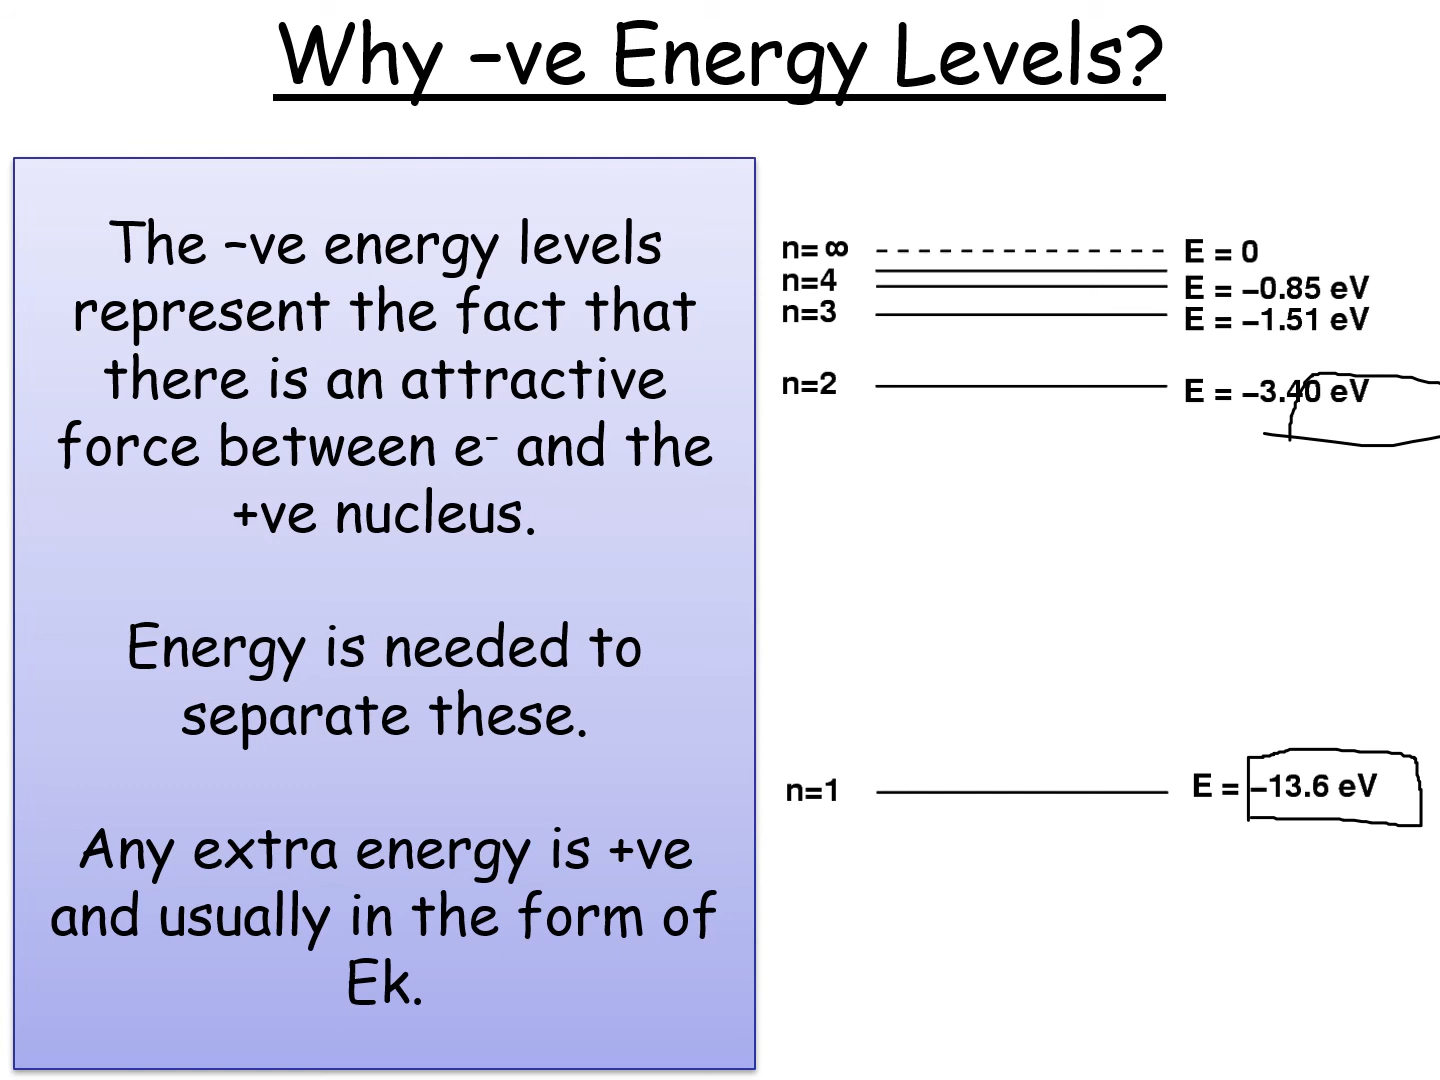 Why –ve Energy Levels?
The –ve energy levels
represent the fact that
there is an attractive
force between e⁻ and the
+ve nucleus.
Energy is needed to
separate these.
Any extra energy is +ve
and usually in the form of
Ek.
n=∞ E = 0
n=4 E = –0.85 eV
n=3 E = –1.51 eV
n=2 E = –3.40 eV
n=1 E = –13.6 eV